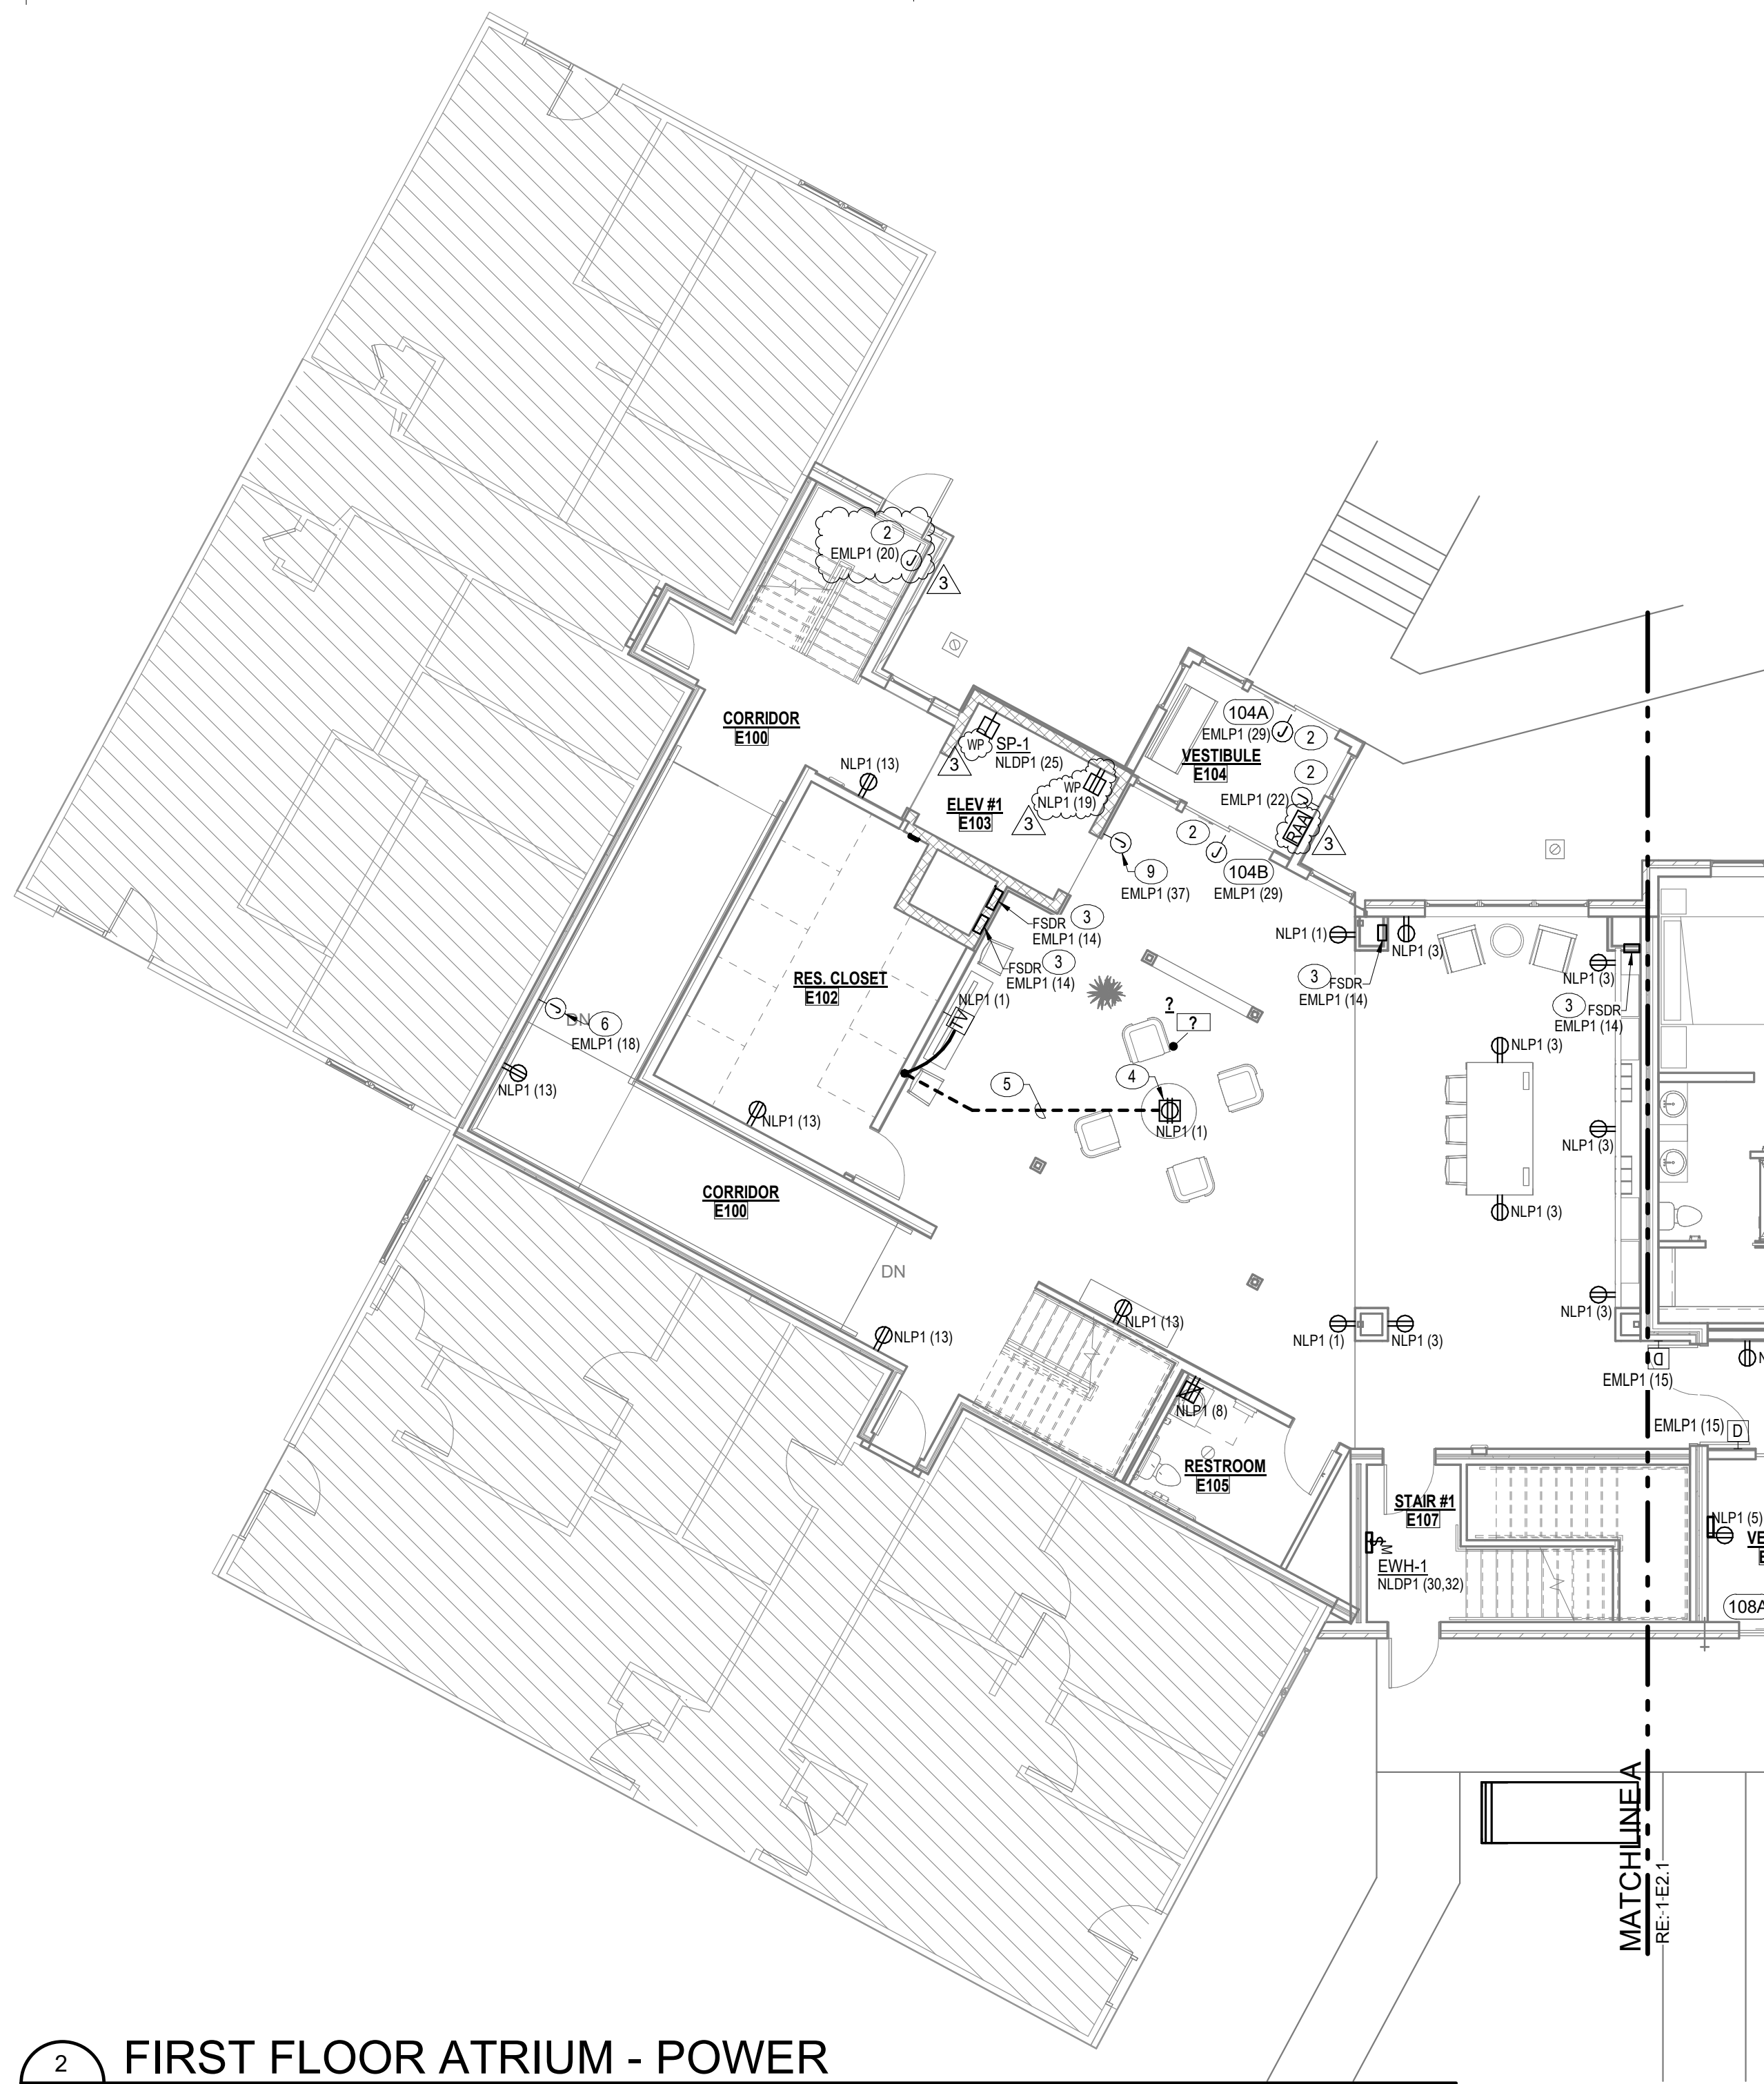 2
EMLP1 (20)
J
3
CORRIDOR
E100
WP
SP-1
NLDP1 (25)
3
NLP1 (13)
WP
NLP1 (19)
3
ELEV #1
E103
104A
EMLP1 (29)
J
2
VESTIBULE
E104
2
EMLP1 (22)
J
RAA
3
2
J
104B
EMLP1 (29)
J
9
EMLP1 (37)
FSDR
3
EMLP1 (14)
FSDR
3
EMLP1 (14)
NLP1 (1)
NLP1 (3)
3
FSDR
EMLP1 (14)
NLP1 (3)
3
FSDR
EMLP1 (14)
RES. CLOSET
E102
NLP1 (1)
TV
?
?
J
DN
6
EMLP1 (18)
NLP1 (13)
NLP1 (13)
5
4
NLP1 (1)
NLP1 (3)
NLP1 (3)
NLP1 (3)
CORRIDOR
E100
DN
NLP1 (13)
NLP1 (13)
NLP1 (1)
NLP1 (3)
NLP1 (3)
D
EMLP1 (15)
EMLP1 (15)
D
NLP1 (8)
RESTROOM
E105
STAIR #1
E107
$M
EWH-1
NLDP1 (30,32)
NLP1 (5)
VE
E
108A
MATCHLINE A
RE: 1-E2.1
2
FIRST FLOOR ATRIUM - POWER